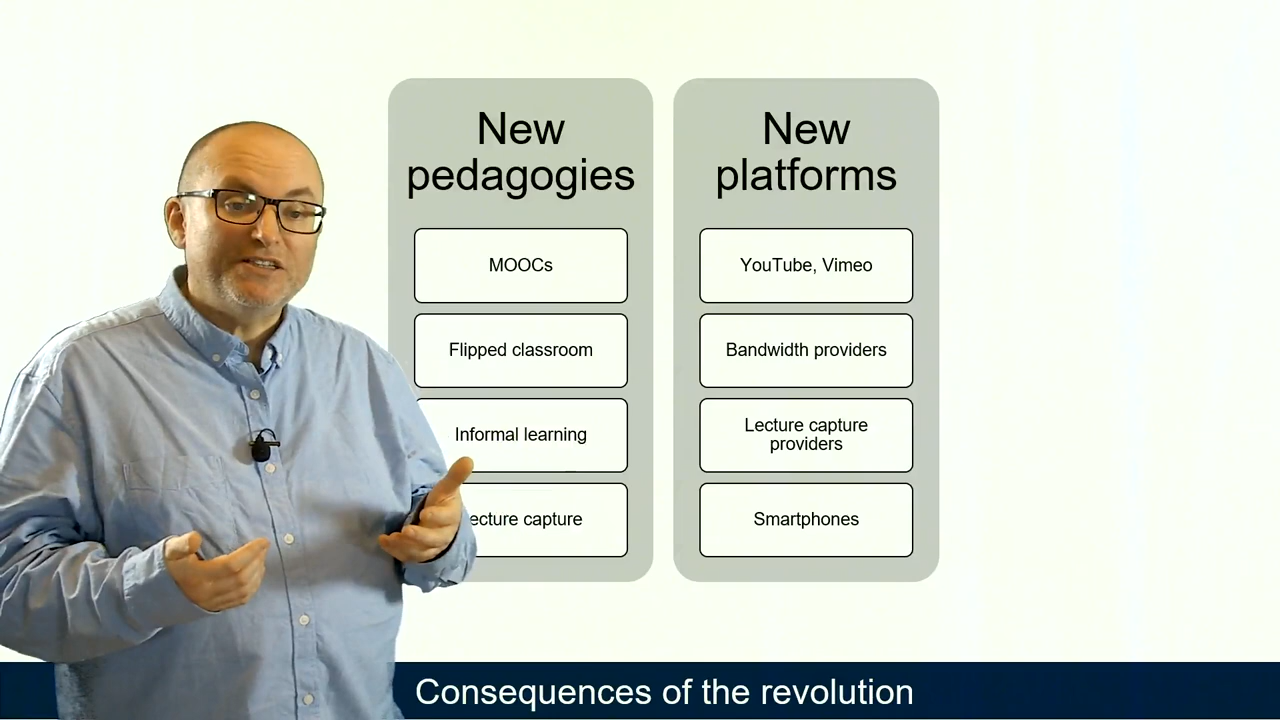 New
pedagogies
MOOCs
Flipped classroom
Informal learning
ecture capture
New
platforms
YouTube, Vimeo
Bandwidth providers
Lecture capture
providers
Smartphones
Consequences of the revolution